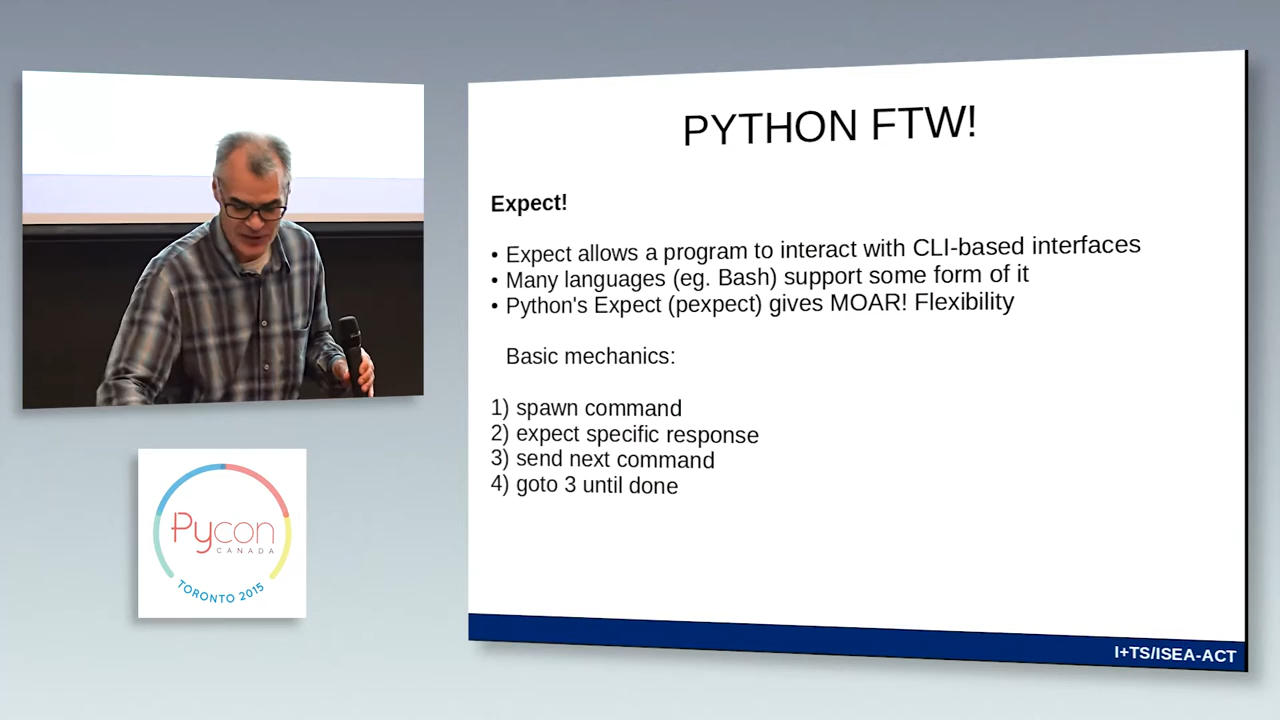 PYTHON FTW!
Expect!
• Expect allows a program to interact with CLI-based interfaces
• Many languages (eg. Bash) support some form of it
• Python's Expect (pexpect) gives MOAR! Flexibility
Basic mechanics:
1) spawn command
2) expect specific response
3) send next command
4) goto 3 until done
I+TS/ISEA-ACT
Pycon
CANADA
TORONTO 2015